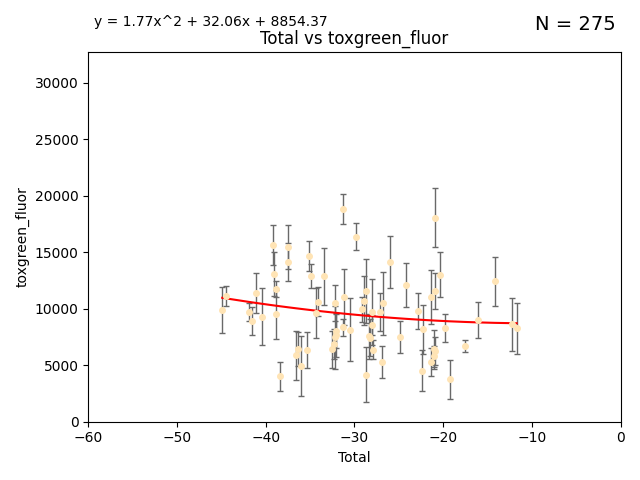 y = 1.77x^2 + 32.06x + 8854.37
N = 275
Total vs toxgreen_fluor
30000
25000
20000
15000
10000
5000
0
toxgreen_fluor
−60
−50
−40
−30
−20
−10
0
Total